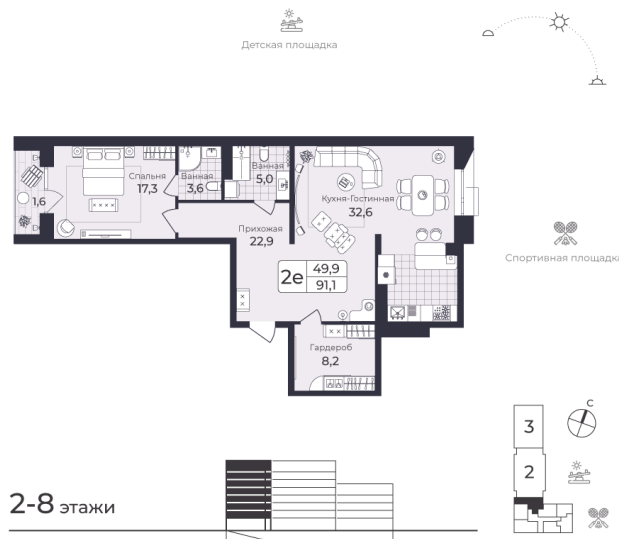 Детская площадка
Ванная
5,0
Спальня
17,3
Ванная
3,6
1,6
Кухня-Гостинная
32,6
Прихожая
22,9
Спортивная площадка
2е
49,9
91,1
Гардероб
8,2
С
3
2
2-8 этажи